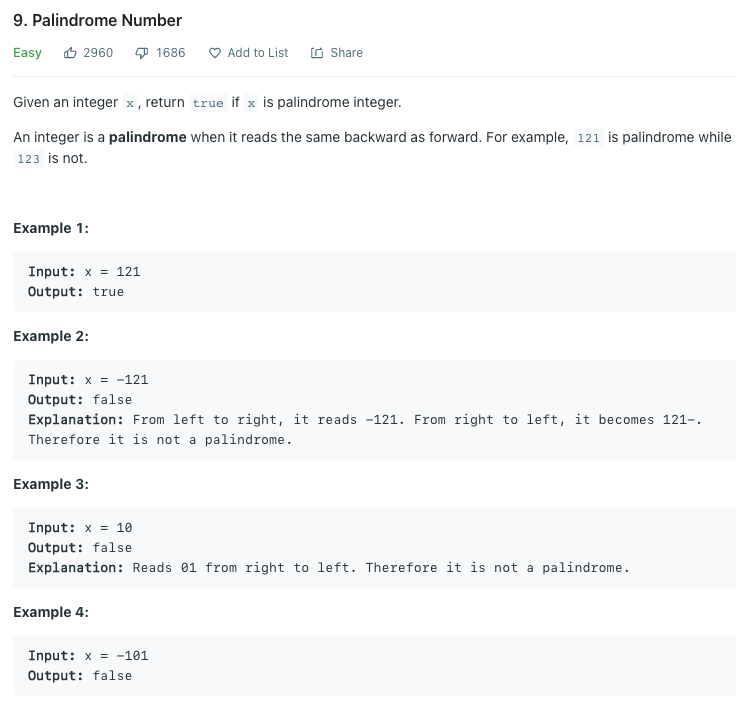 9. Palindrome Number
Easy 2960 1686 Add to List Share
Given an integer x, return true if x is palindrome integer.
An integer is a palindrome when it reads the same backward as forward. For example, 121 is palindrome while
123 is not.
Example 1:
Input: x = 121
Output: true
Example 2:
Input: x = -121
Output: false
Explanation: From left to right, it reads -121. From right to left, it becomes 121-.
Therefore it is not a palindrome.
Example 3:
Input: x = 10
Output: false
Explanation: Reads 01 from right to left. Therefore it is not a palindrome.
Example 4:
Input: x = -101
Output: false